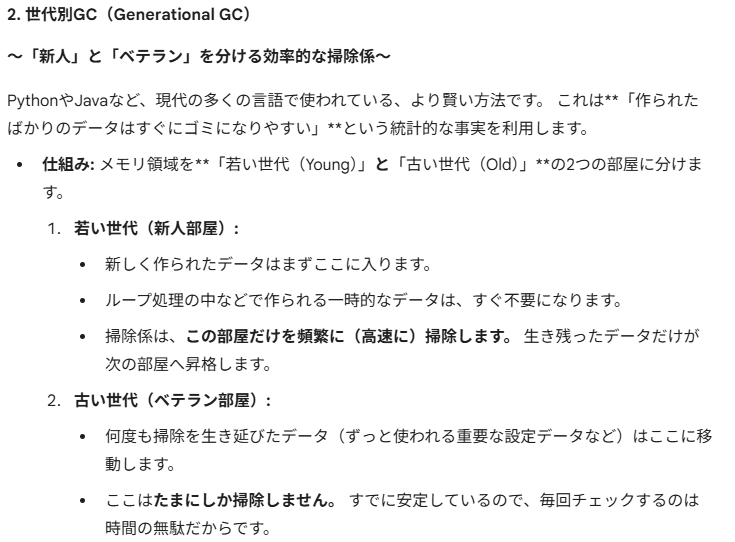 2. 世代別GC（Generational GC）
〜「新人」と「ベテラン」を分ける効率的な掃除係〜
PythonやJavaなど、現代の多くの言語で使われている、より賢い方法です。 これは**「作られた
ばかりのデータはすぐにゴミになりやすい」**という統計的な事実を利用します。
• 仕組み: メモリ領域を**「若い世代（Young）」と「古い世代（Old）」**の2つの部屋に分けま
す。
1. 若い世代（新人部屋）:
• 新しく作られたデータはまずここに入ります。
• ループ処理の中などで作られる一時的なデータは、すぐ不要になります。
• 掃除係は、この部屋だけを頻繁に（高速に）掃除します。 生き残ったデータだけが
次の部屋へ昇格します。
2. 古い世代（ベテラン部屋）:
• 何度も掃除を生き延びたデータ（ずっと使われる重要な設定データなど）はここに移
動します。
• ここはたまにしか掃除しません。 すでに安定しているので、毎回チェックするのは
時間の無駄だからです。